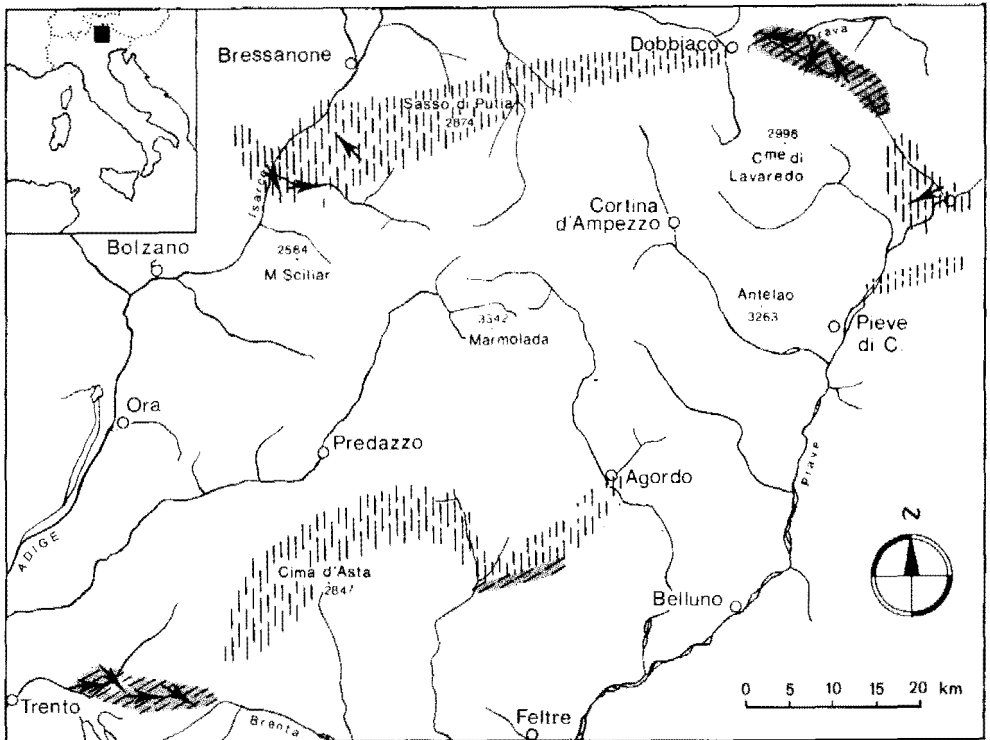 Bressanone
Dobbiaco
Drava
Sasso di Putia
2874
2998
Cme di
Lavaredo
Isarco
Cortina
d'Ampezzo
Bolzano
2564
M Sciliar
Antelao
3263
3342
Marmolada
Pieve
di C.
Ora
Predazzo
Agordo
Piave
N
ADIGE
Cima d'Asta
2847
Belluno
0 5 10 15 20 km
Trento
Brenta
Feltre